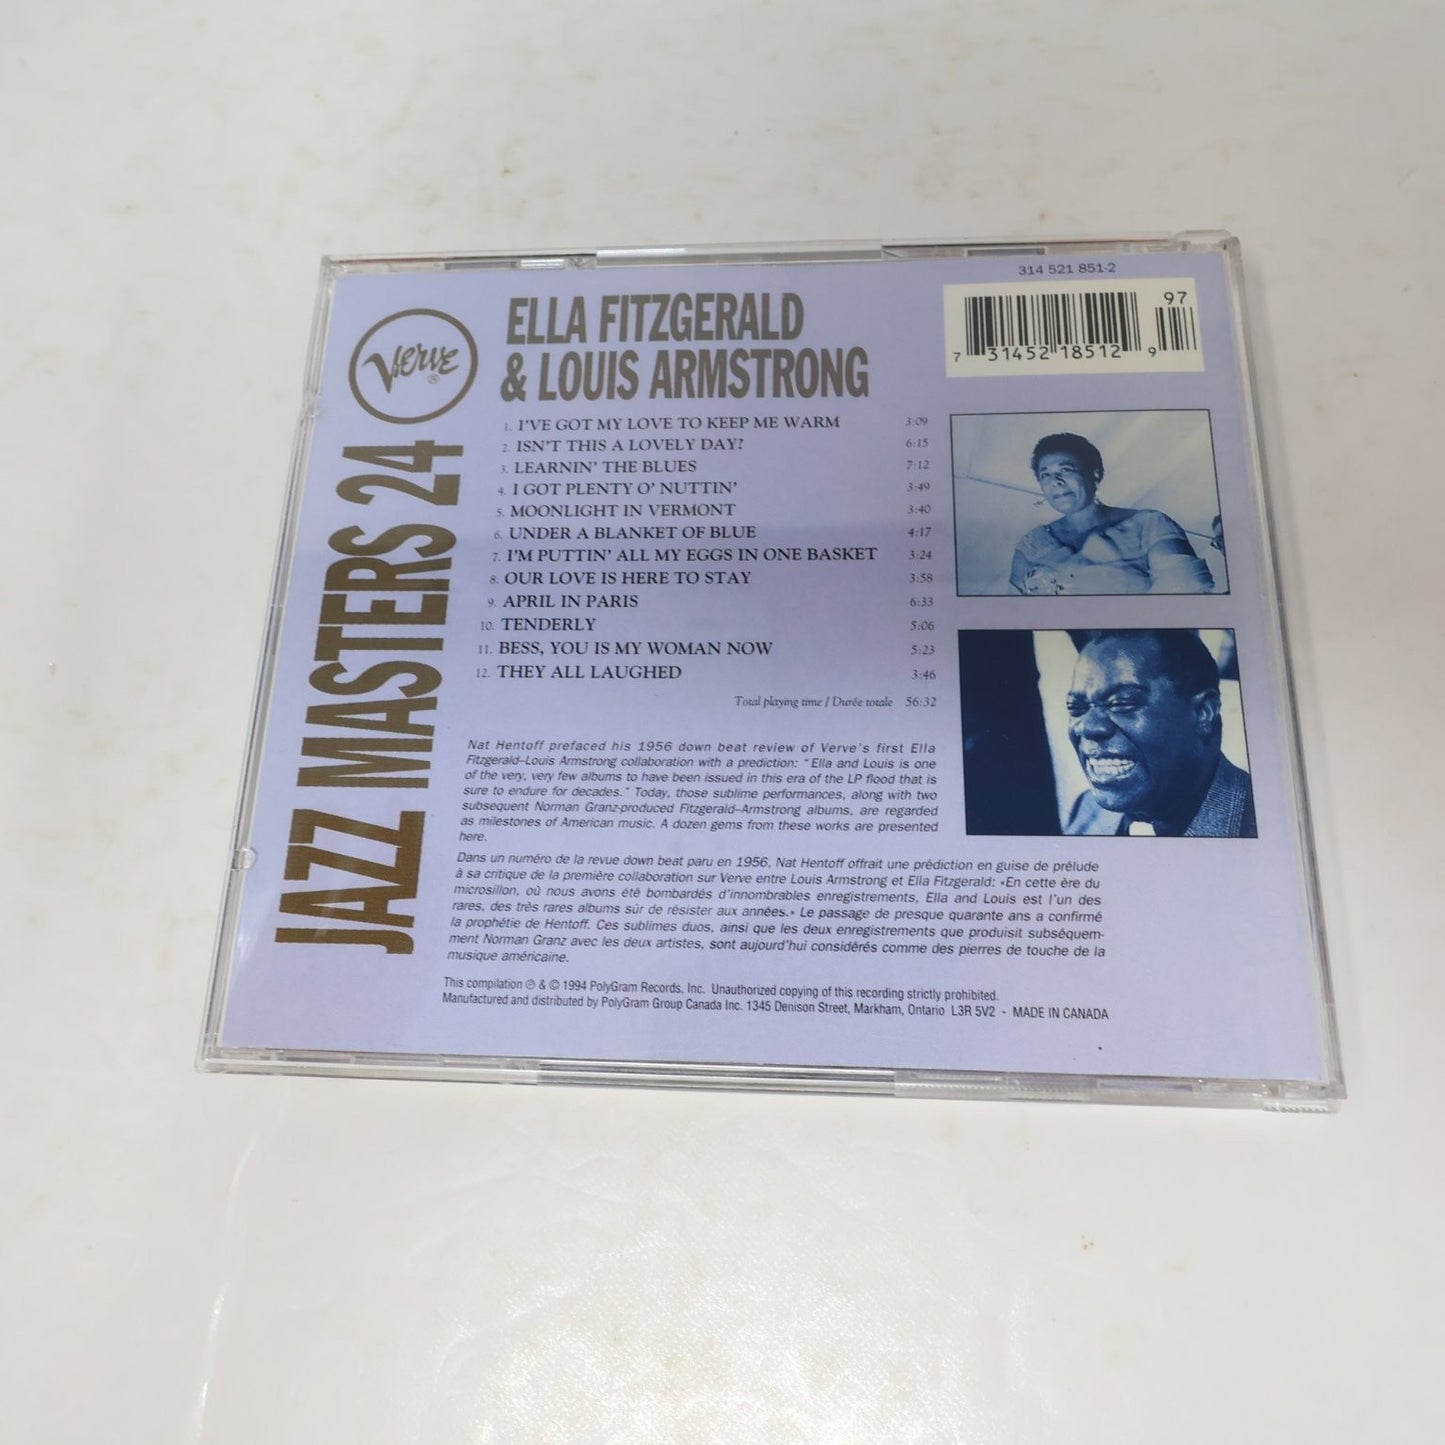 314 521 851-2
97
7 31452 18512 9
Verve®
JAZZ MASTERS 24
ELLA FITZGERALD
& LOUIS ARMSTRONG
1. I'VE GOT MY LOVE TO KEEP ME WARM 3:09
2. ISN'T THIS A LOVELY DAY? 6:15
3. LEARNIN' THE BLUES 7:12
4. I GOT PLENTY O' NUTTIN' 3:49
5. MOONLIGHT IN VERMONT 3:40
6. UNDER A BLANKET OF BLUE 4:17
7. I'M PUTTIN' ALL MY EGGS IN ONE BASKET 3:24
8. OUR LOVE IS HERE TO STAY 3:58
9. APRIL IN PARIS 6:33
10. TENDERLY 5:06
11. BESS, YOU IS MY WOMAN NOW 5:23
12. THEY ALL LAUGHED 3:46
Total playing time / Durée totale 56:32
Nat Hentoff prefaced his 1956 down beat review of Verve's first Ella
Fitzgerald–Louis Armstrong collaboration with a prediction: "Ella and Louis is one
of the very, very few albums to have been issued in this era of the LP flood that is
sure to endure for decades." Today, those sublime performances, along with two
subsequent Norman Granz-produced Fitzgerald–Armstrong albums, are regarded
as milestones of American music. A dozen gems from these works are presented
here.
Dans un numéro de la revue down beat paru en 1956, Nat Hentoff offrait une prédiction en guise de prélude
à sa critique de la première collaboration sur Verve entre Louis Armstrong et Ella Fitzgerald: «En cette ère du
microsillon, où nous avons été bombardés d'innombrables enregistrements, Ella and Louis est l'un des
rares, des très rares albums sûr de résister aux années.» Le passage de presque quarante ans a confirmé
la prophétie de Hentoff. Ces sublimes duos, ainsi que les deux enregistrements que produisit subséquem-
ment Norman Granz avec les deux artistes, sont aujourd'hui considérés comme des pierres de touche de la
musique américaine.
This compilation ℗ & © 1994 PolyGram Records, Inc. Unauthorized copying of this recording strictly prohibited.
Manufactured and distributed by PolyGram Group Canada Inc. 1345 Denison Street, Markham, Ontario L3R 5V2 - MADE IN CANADA